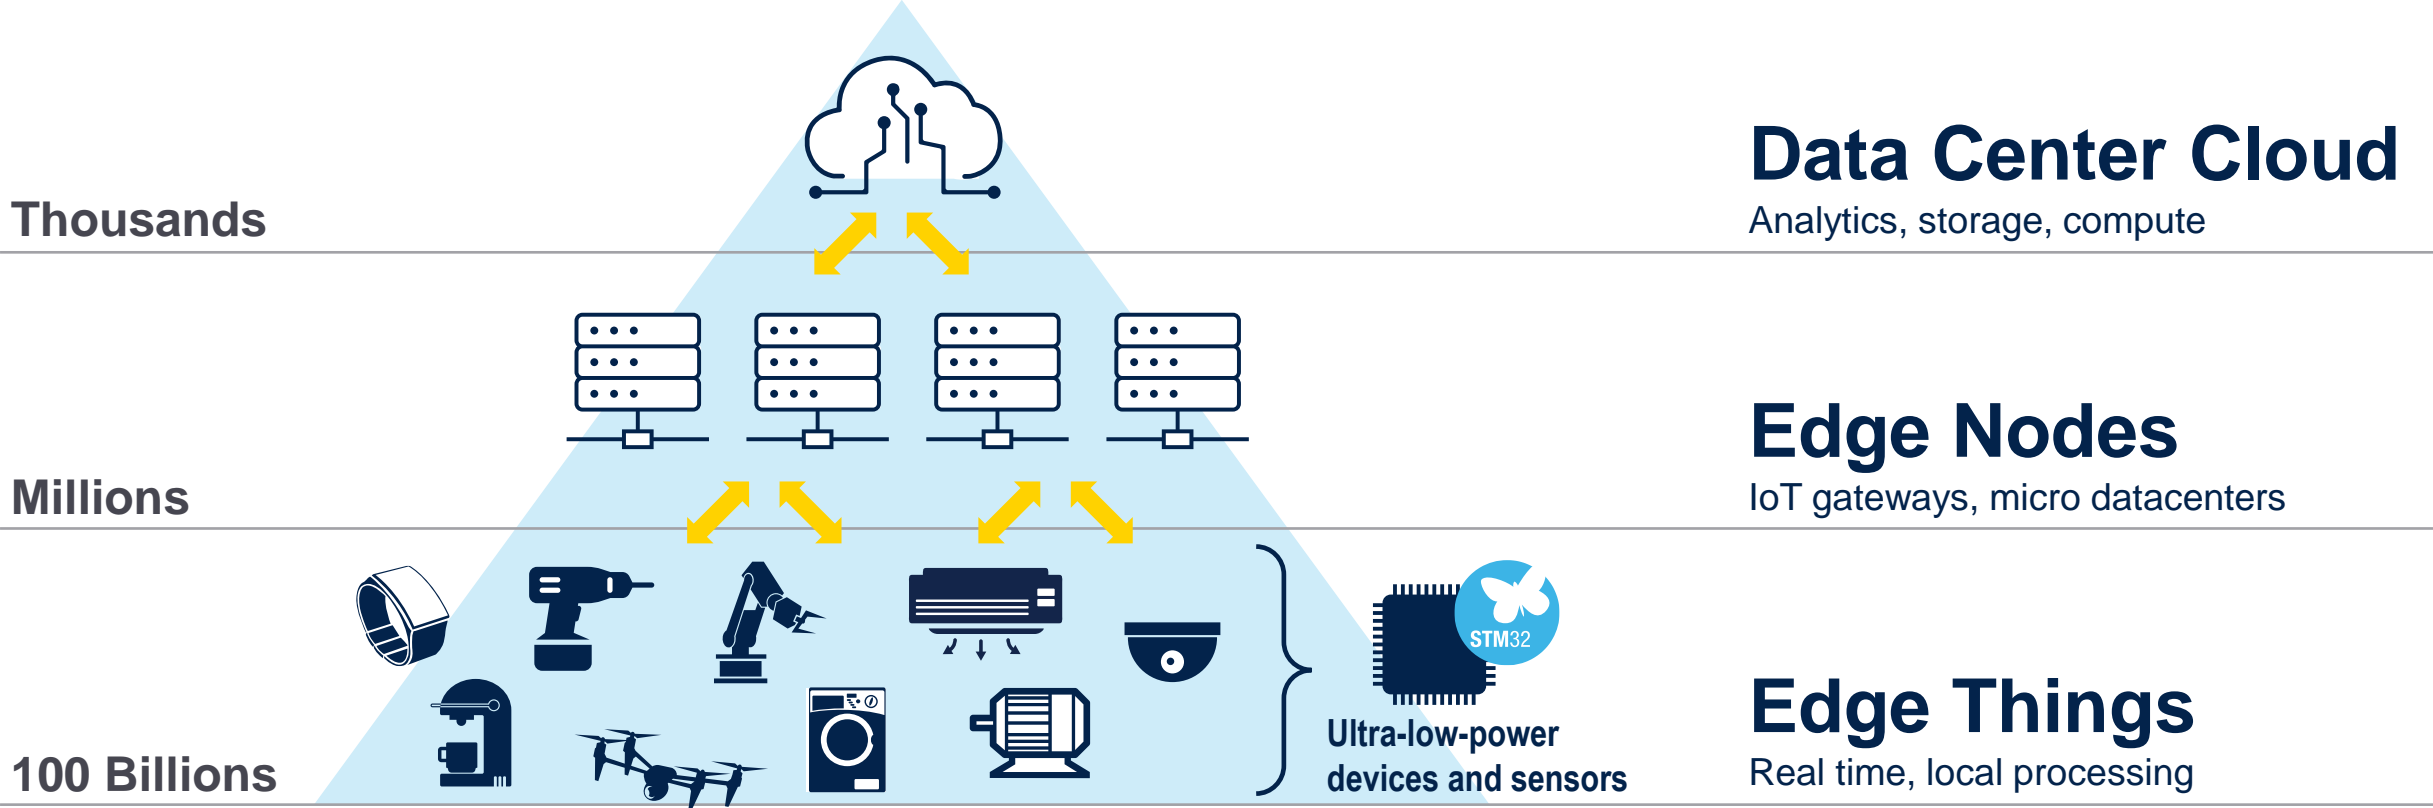 Thousands
Data Center Cloud
Analytics, storage, compute
Millions
Edge Nodes
IoT gateways, micro datacenters
STM32
Ultra-low-power
devices and sensors
100 Billions
Edge Things
Real time, local processing